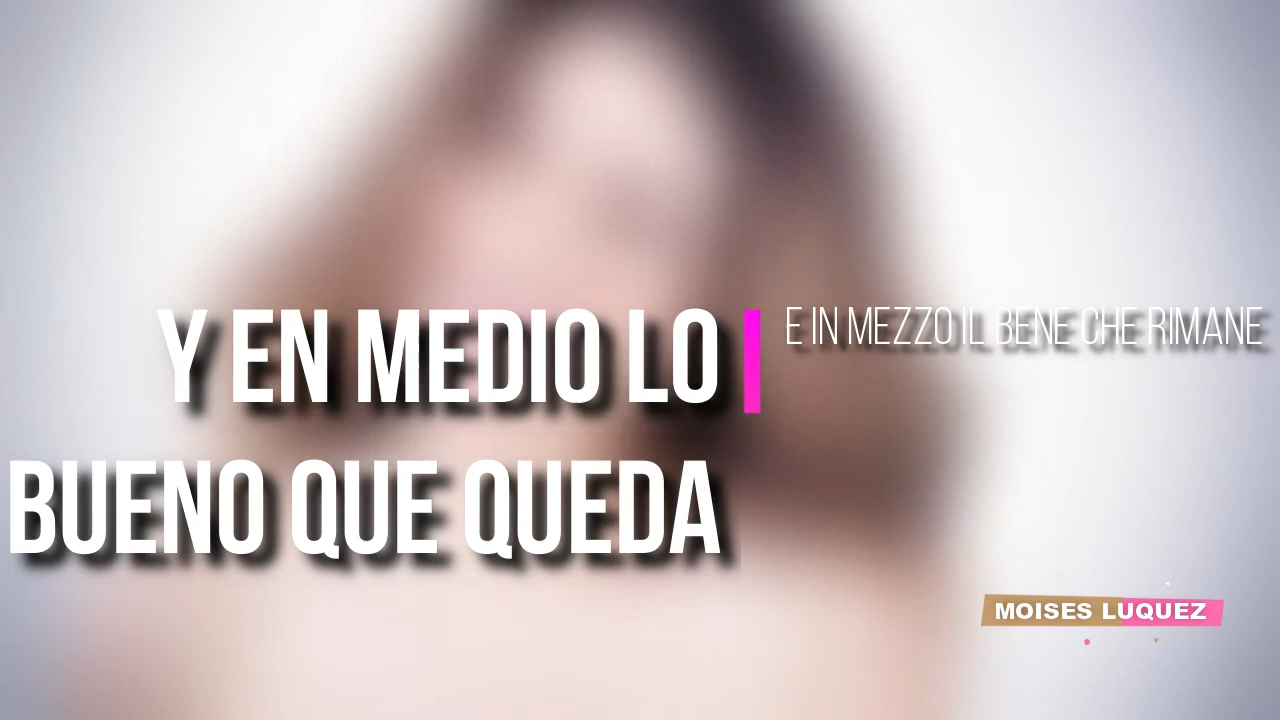 Y EN MEDIO LO
BUENO QUE QUEDA
E IN MEZZO IL BENE CHE RIMANE
MOISES LUQUEZ